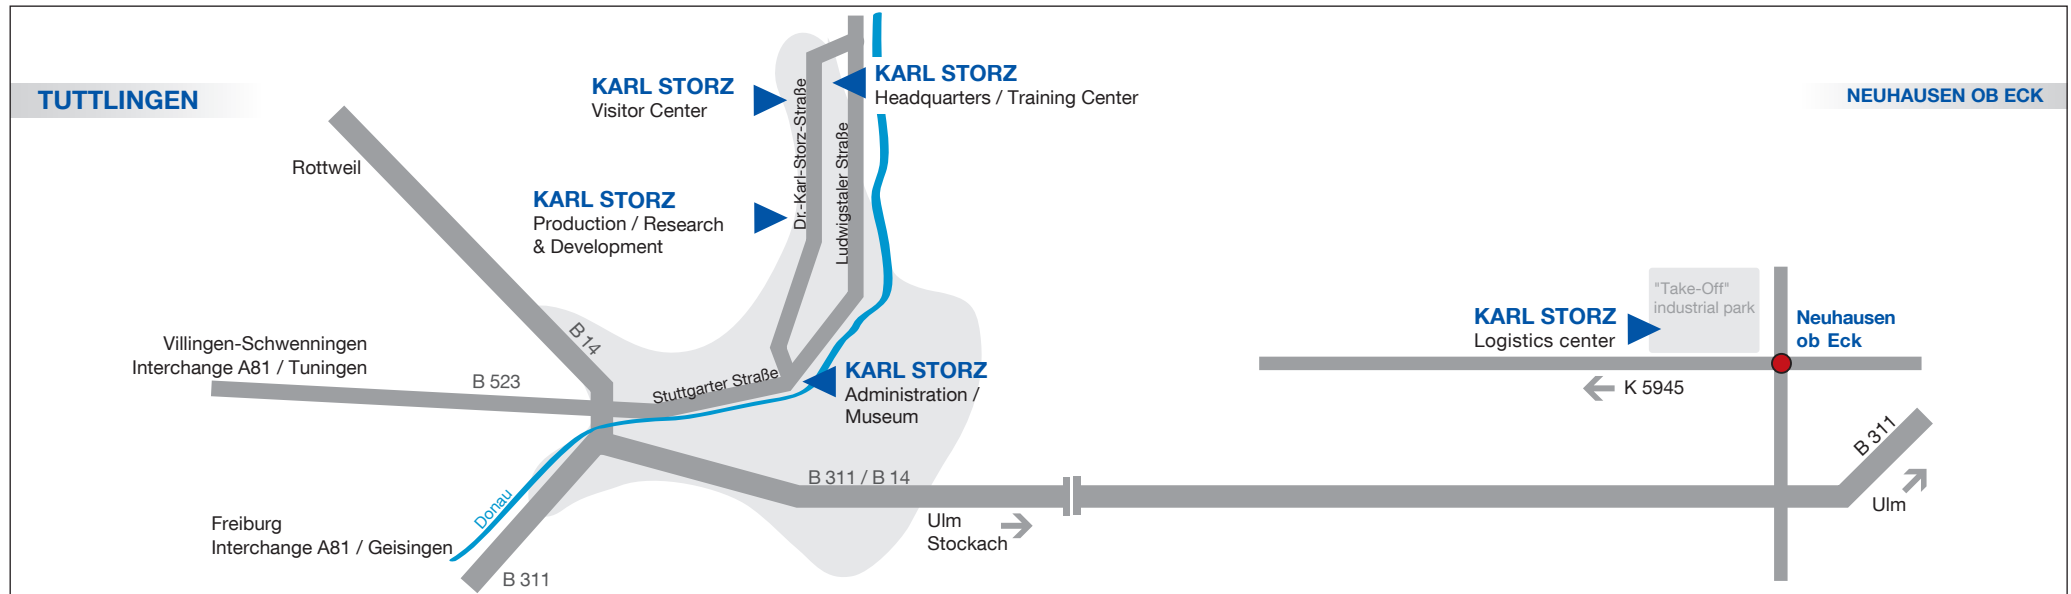 TUTTLINGEN
NEUHAUSEN OB ECK
KARL STORZ
Visitor Center
KARL STORZ
Headquarters / Training Center
Dr.-Karl-Storz-Straße
Ludwigstaler Straße
Rottweil
KARL STORZ
Production / Research
& Development
B 14
Villingen-Schwenningen
Interchange A81 / Tuningen
B 523
Stuttgarter Straße
KARL STORZ
Administration /
Museum
Donau
Freiburg
Interchange A81 / Geisingen
B 311
B 311 / B 14
Ulm
Stockach
"Take-Off"
industrial park
KARL STORZ
Logistics center
Neuhausen
ob Eck
K 5945
B 311
Ulm